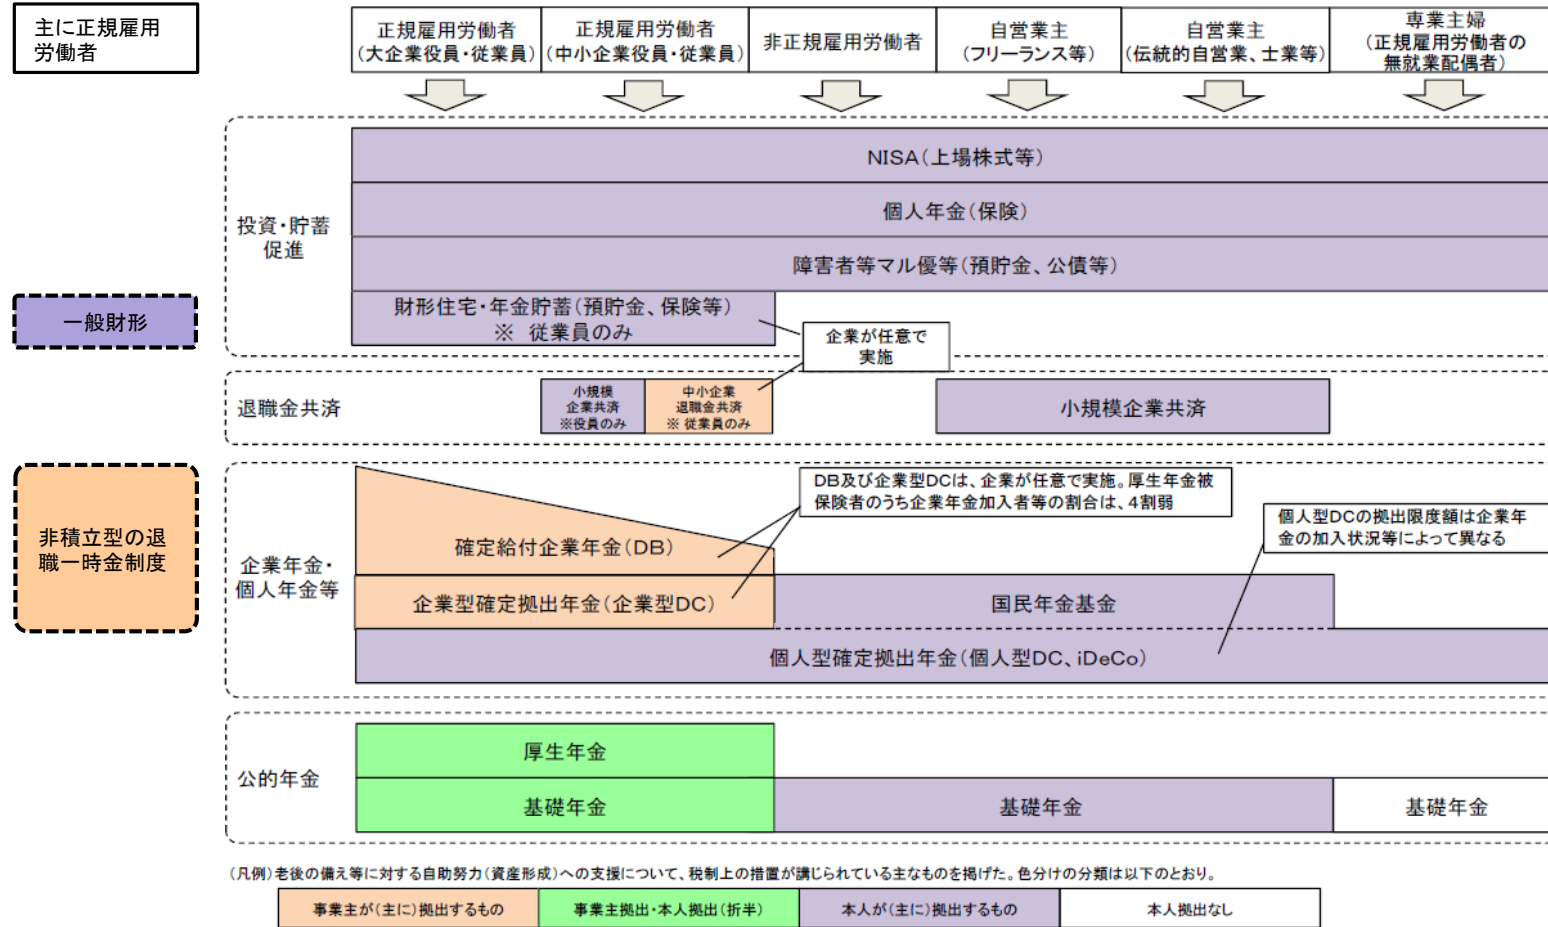 主に正規雇用
労働者
正規雇用労働者
(大企業役員・従業員)
正規雇用労働者
(中小企業役員・従業員)
非正規雇用労働者
自営業主
(フリーランス等)
自営業主
(伝統的自営業、士業等)
専業主婦
(正規雇用労働者の
無就業配偶者)
投資・貯蓄
促進
NISA(上場株式等)
個人年金(保険)
障害者等マル優等(預貯金、公債等)
一般財形
財形住宅・年金貯蓄(預貯金、保険等)
※ 従業員のみ
企業が任意で
実施
退職金共済
小規模
企業共済
※役員のみ
中小企業
退職金共済
※ 従業員のみ
小規模企業共済
非積立型の退
職一時金制度
企業年金・
個人年金等
DB及び企業型DCは、企業が任意で実施。厚生年金被
保険者のうち企業年金加入者等の割合は、4割弱
個人型DCの拠出限度額は企業年
金の加入状況等によって異なる
確定給付企業年金(DB)
企業型確定拠出年金(企業型DC)
国民年金基金
個人型確定拠出年金(個人型DC、iDeCo)
公的年金
厚生年金
基礎年金
基礎年金
基礎年金
(凡例)老後の備え等に対する自助努力(資産形成)への支援について、税制上の措置が講じられている主なものを掲げた。色分けの分類は以下のとおり。
事業主が(主に)拠出するもの
事業主拠出・本人拠出(折半)
本人が(主に)拠出するもの
本人拠出なし